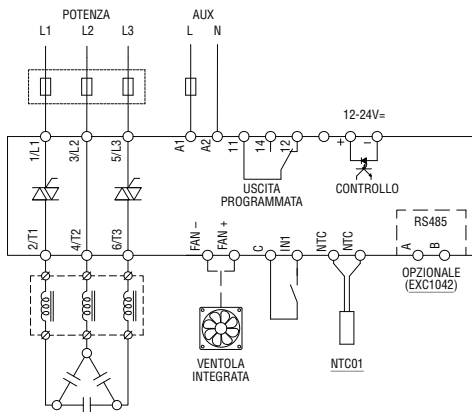 POTENZA
AUX
L1 L2 L3 L N
12-24V=
1/L1 3/L2 5/L3 A1 A2 11 14 12 + −
USCITA
PROGRAMMATA
CONTROLLO
RS485
2/T1 4/T2 6/T3 FAN − FAN + C IN1 NTC NTC A B
OPZIONALE
(EXC1042)
VENTOLA
INTEGRATA
NTC01